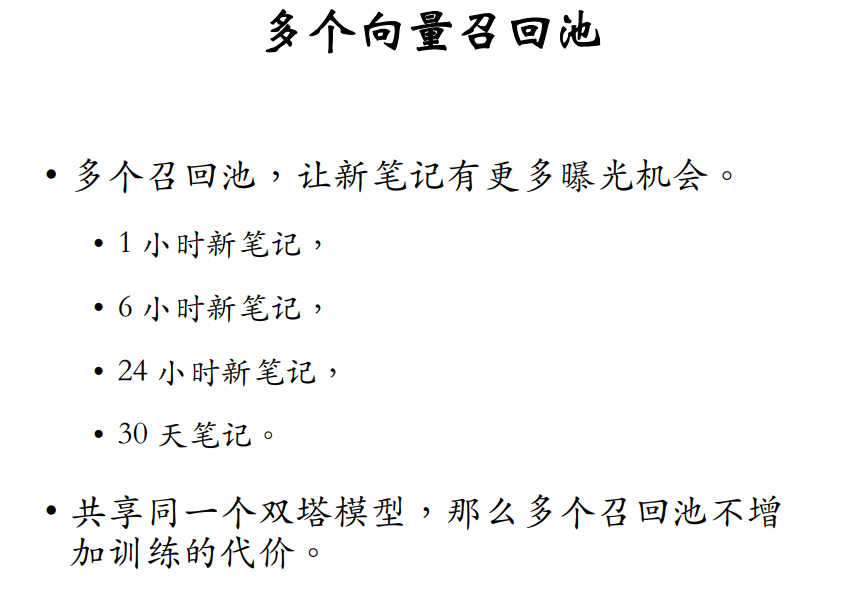 多个向量召回池
• 多个召回池，让新笔记有更多曝光机会。
• 1 小时新笔记，
• 6 小时新笔记，
• 24 小时新笔记，
• 30 天笔记。
• 共享同一个双塔模型，那么多个召回池不增
加训练的代价。